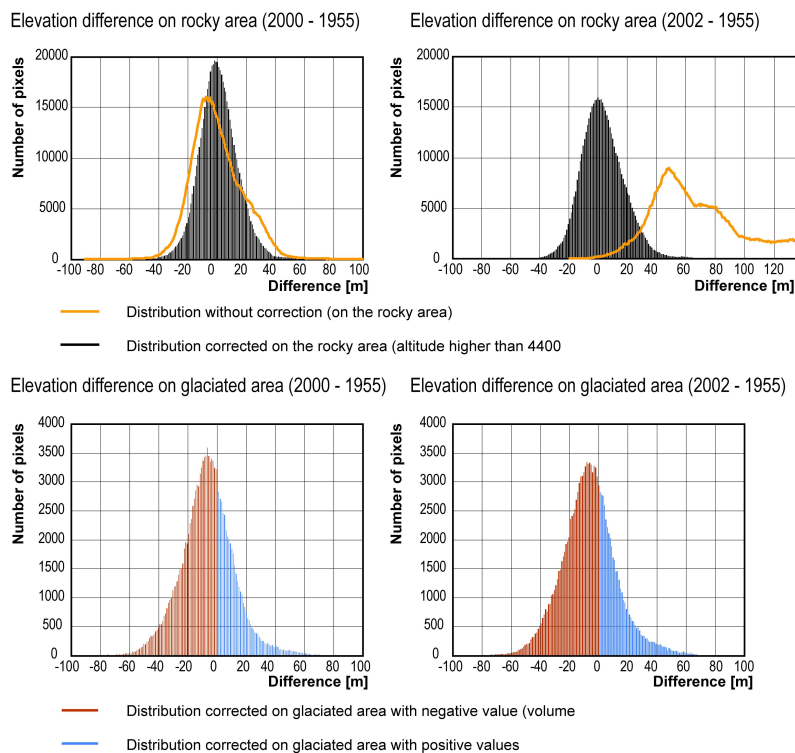 Elevation difference on rocky area (2000 - 1955)
Number of pixels
20000
15000
10000
5000
0
-100 -80 -60 -40 -20 0 20 40 60 80 100
Difference [m]
Elevation difference on rocky area (2002 - 1955)
Number of pixels
20000
15000
10000
5000
0
-100 -80 -60 -40 -20 0 20 40 60 80 100 120
Difference [m]
Distribution without correction (on the rocky area)
Distribution corrected on the rocky area (altitude higher than 4400
Elevation difference on glaciated area (2000 - 1955)
Number of pixels
4000
3500
3000
2500
2000
1500
1000
500
0
-100 -80 -60 -40 -20 0 20 40 60 80 100
Difference [m]
Elevation difference on glaciated area (2002 - 1955)
Number of pixels
4000
3500
3000
2500
2000
1500
1000
500
0
-100 -80 -60 -40 -20 0 20 40 60 80 100
Difference [m]
Distribution corrected on glaciated area with negative value (volume
Distribution corrected on glaciated area with positive values